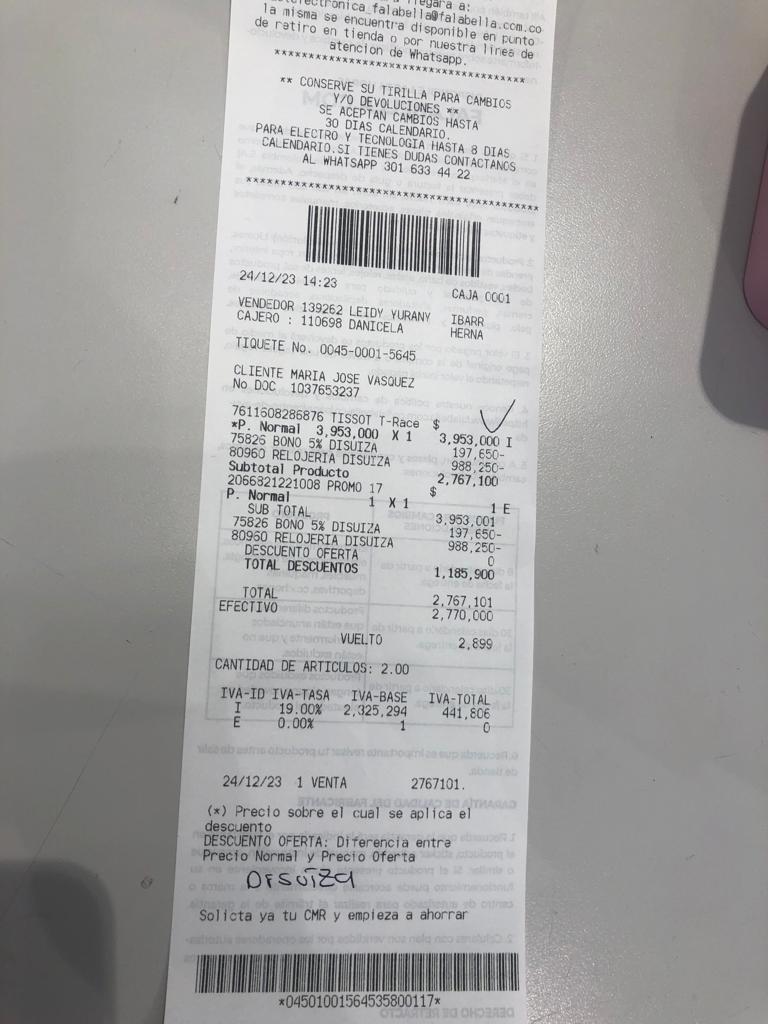 llegara a:
falabella@falabella.com.co
la misma se encuentra disponible en punto
de retiro en tienda o por nuestra linea de
atencion de Whatsapp.
****************************************
** CONSERVE SU TIRILLA PARA CAMBIOS
Y/O DEVOLUCIONES **
SE ACEPTAN CAMBIOS HASTA
30 DIAS CALENDARIO.
PARA ELECTRO Y TECNOLOGIA HASTA 8 DIAS
CALENDARIO.SI TIENES DUDAS CONTACTANOS
AL WHATSAPP 301 633 44 22
****************************************
24/12/23 14:23 CAJA 0001
VENDEDOR 139262 LEIDY YURANY IBARR
CAJERO : 110698 DANICELA HERNA
TIQUETE No. 0045-0001-5645
CLIENTE MARIA JOSE VASQUEZ
No DOC 1037653237
7611608286876 TISSOT T-Race $
*P. Normal 3,953,000 X 1 3,953,000 I
75826 BONO 5% DISUIZA 197,650-
80960 RELOJERIA DISUIZA 988,250-
Subtotal Producto 2,767,100
2066821221008 PROMO 17 $
P. Normal 1 X 1 1 E
SUB TOTAL 3,953,001
75826 BONO 5% DISUIZA 197,650-
80960 RELOJERIA DISUIZA 988,250-
DESCUENTO OFERTA 0
TOTAL DESCUENTOS 1,185,900
TOTAL 2,767,101
EFECTIVO 2,770,000
VUELTO 2,899
CANTIDAD DE ARTICULOS: 2.00
IVA-ID IVA-TASA IVA-BASE IVA-TOTAL
I 19.00% 2,325,294 441,806
E 0.00% 1 0
24/12/23 1 VENTA 2767101.
(*) Precio sobre el cual se aplica el
descuento
DESCUENTO OFERTA: Diferencia entre
Precio Normal y Precio Oferta
DISUIZA
Solicta ya tu CMR y empieza a ahorrar
*04501001564535800117*